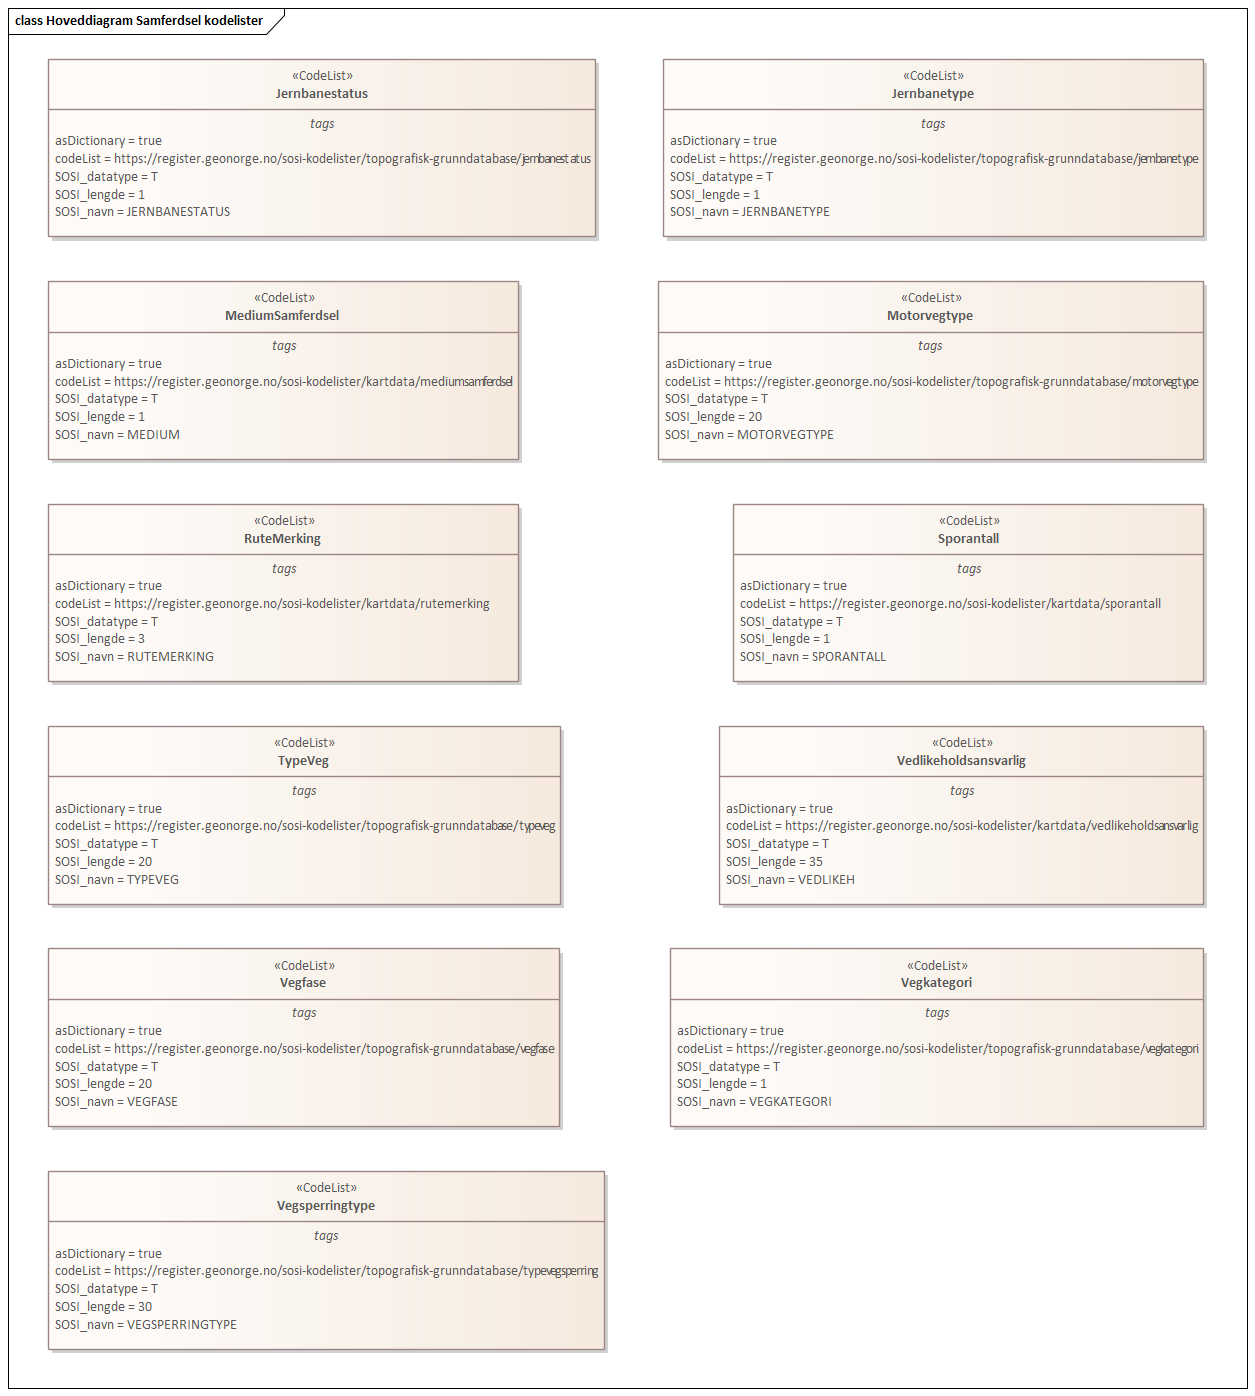 class Hoveddiagram Samferdsel kodelister
«CodeList»
Jernbanestatus
tags
asDictionary = true
codeList = https://register.geonorge.no/sosi-kodelister/topografisk-grunndatabase/jernbanestatus
SOSI_datatype = T
SOSI_lengde = 1
SOSI_navn = JERNBANESTATUS
«CodeList»
Jernbanetype
tags
asDictionary = true
codeList = https://register.geonorge.no/sosi-kodelister/topografisk-grunndatabase/jernbanetype
SOSI_datatype = T
SOSI_lengde = 1
SOSI_navn = JERNBANETYPE
«CodeList»
MediumSamferdsel
tags
asDictionary = true
codeList = https://register.geonorge.no/sosi-kodelister/kartdata/mediumsamferdsel
SOSI_datatype = T
SOSI_lengde = 1
SOSI_navn = MEDIUM
«CodeList»
Motorvegtype
tags
asDictionary = true
codeList = https://register.geonorge.no/sosi-kodelister/topografisk-grunndatabase/motorvegtype
SOSI_datatype = T
SOSI_lengde = 20
SOSI_navn = MOTORVEGTYPE
«CodeList»
RuteMerking
tags
asDictionary = true
codeList = https://register.geonorge.no/sosi-kodelister/kartdata/rutemerking
SOSI_datatype = T
SOSI_lengde = 3
SOSI_navn = RUTEMERKING
«CodeList»
Sporantall
tags
asDictionary = true
codeList = https://register.geonorge.no/sosi-kodelister/kartdata/sporantall
SOSI_datatype = T
SOSI_lengde = 1
SOSI_navn = SPORANTALL
«CodeList»
TypeVeg
tags
asDictionary = true
codeList = https://register.geonorge.no/sosi-kodelister/topografisk-grunndatabase/typeveg
SOSI_datatype = T
SOSI_lengde = 20
SOSI_navn = TYPEVEG
«CodeList»
Vedlikeholdsansvarlig
tags
asDictionary = true
codeList = https://register.geonorge.no/sosi-kodelister/kartdata/vedlikeholdsansvarlig
SOSI_datatype = T
SOSI_lengde = 35
SOSI_navn = VEDLIKEH
«CodeList»
Vegfase
tags
asDictionary = true
codeList = https://register.geonorge.no/sosi-kodelister/topografisk-grunndatabase/vegfase
SOSI_datatype = T
SOSI_lengde = 20
SOSI_navn = VEGFASE
«CodeList»
Vegkategori
tags
asDictionary = true
codeList = https://register.geonorge.no/sosi-kodelister/topografisk-grunndatabase/vegkategori
SOSI_datatype = T
SOSI_lengde = 1
SOSI_navn = VEGKATEGORI
«CodeList»
Vegsperringtype
tags
asDictionary = true
codeList = https://register.geonorge.no/sosi-kodelister/topografisk-grunndatabase/typevegsperring
SOSI_datatype = T
SOSI_lengde = 30
SOSI_navn = VEGSPERRINGTYPE